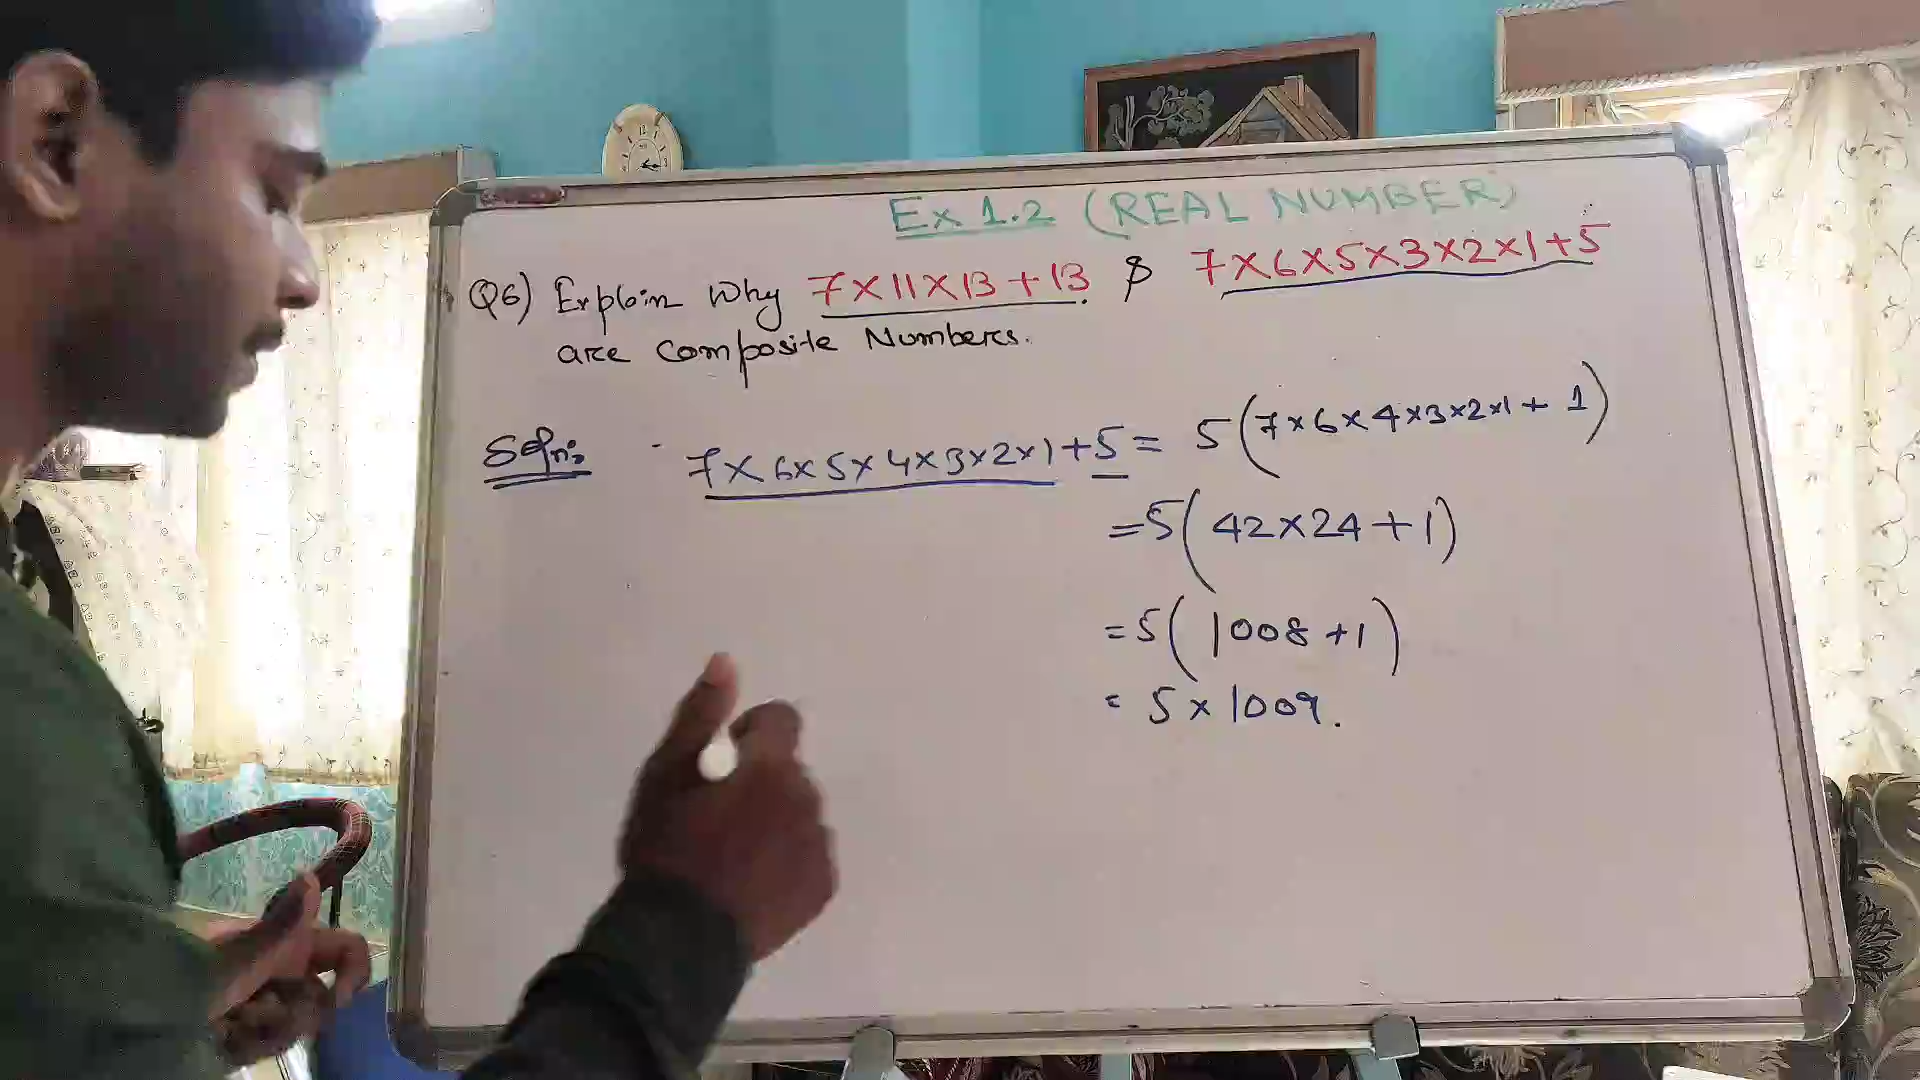 Ex 1.2 (REAL NUMBER)
Q6) Explain Why 7×11×13+13 & 7×6×5×3×2×1+5
are composite Numbers.
Soln: 7×6×5×4×3×2×1+5 = 5(7×6×4×3×2×1+1)
=5(42×24+1)
=5(1008+1)
= 5×1009.